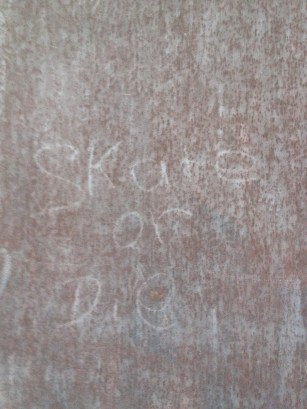 Skate
or
Die